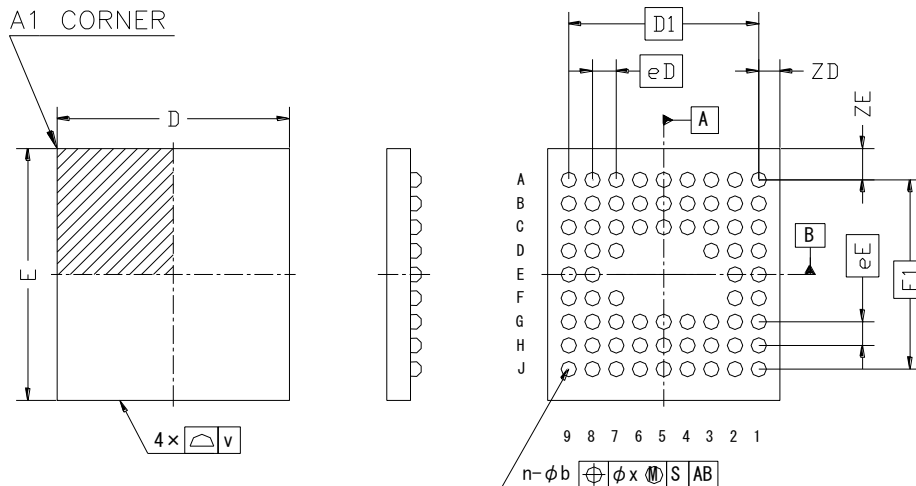 A1 CORNER
D
E
4× ⌓ v
D1
eD
ZD
ZE
A
B
eE
E1
A
B
C
D
E
F
G
H
J
9 8 7 6 5 4 3 2 1
n-φb ⌖ φx Ⓜ S AB